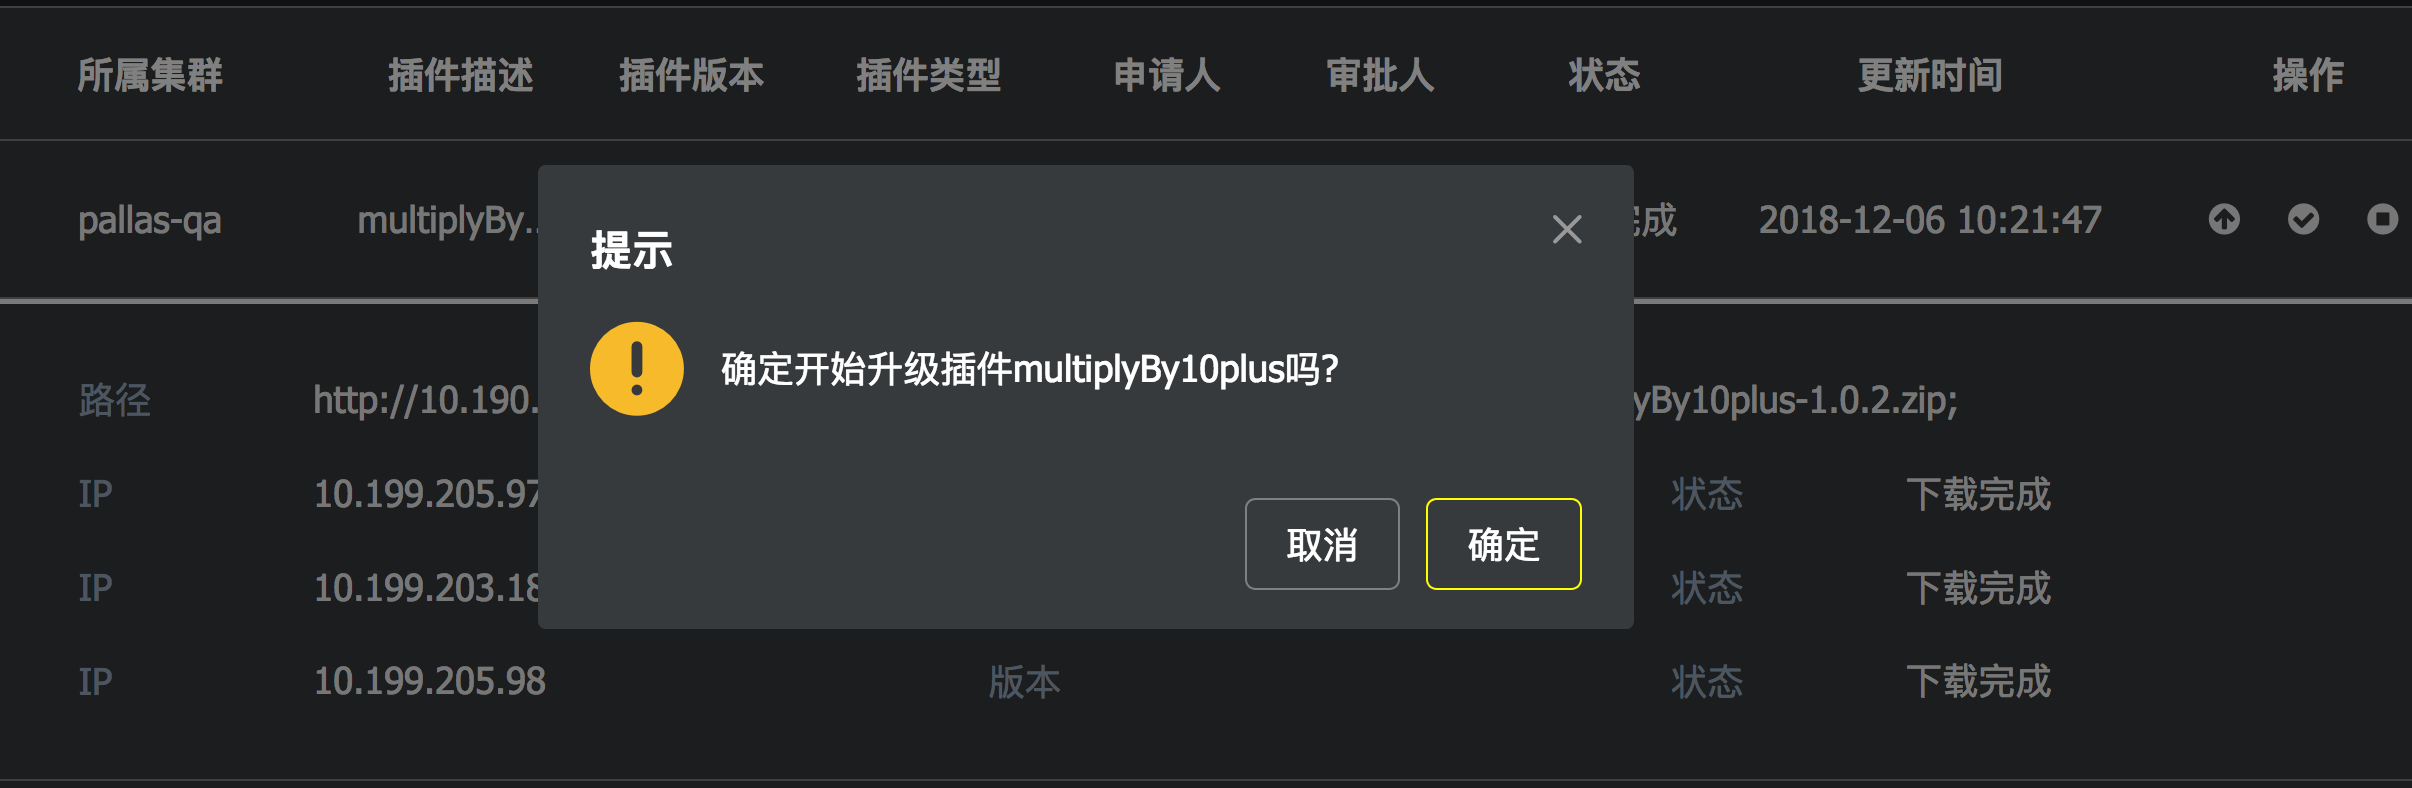 所属集群 插件描述 插件版本 插件类型 申请人 审批人 状态 更新时间 操作
pallas-qa multiplyBy.. 完成 2018-12-06 10:21:47
提示
确定开始升级插件multiplyBy10plus吗?
路径 http://10.190. yBy10plus-1.0.2.zip;
IP 10.199.205.97 状态 下载完成
取消 确定
IP 10.199.203.18 状态 下载完成
IP 10.199.205.98 版本 状态 下载完成